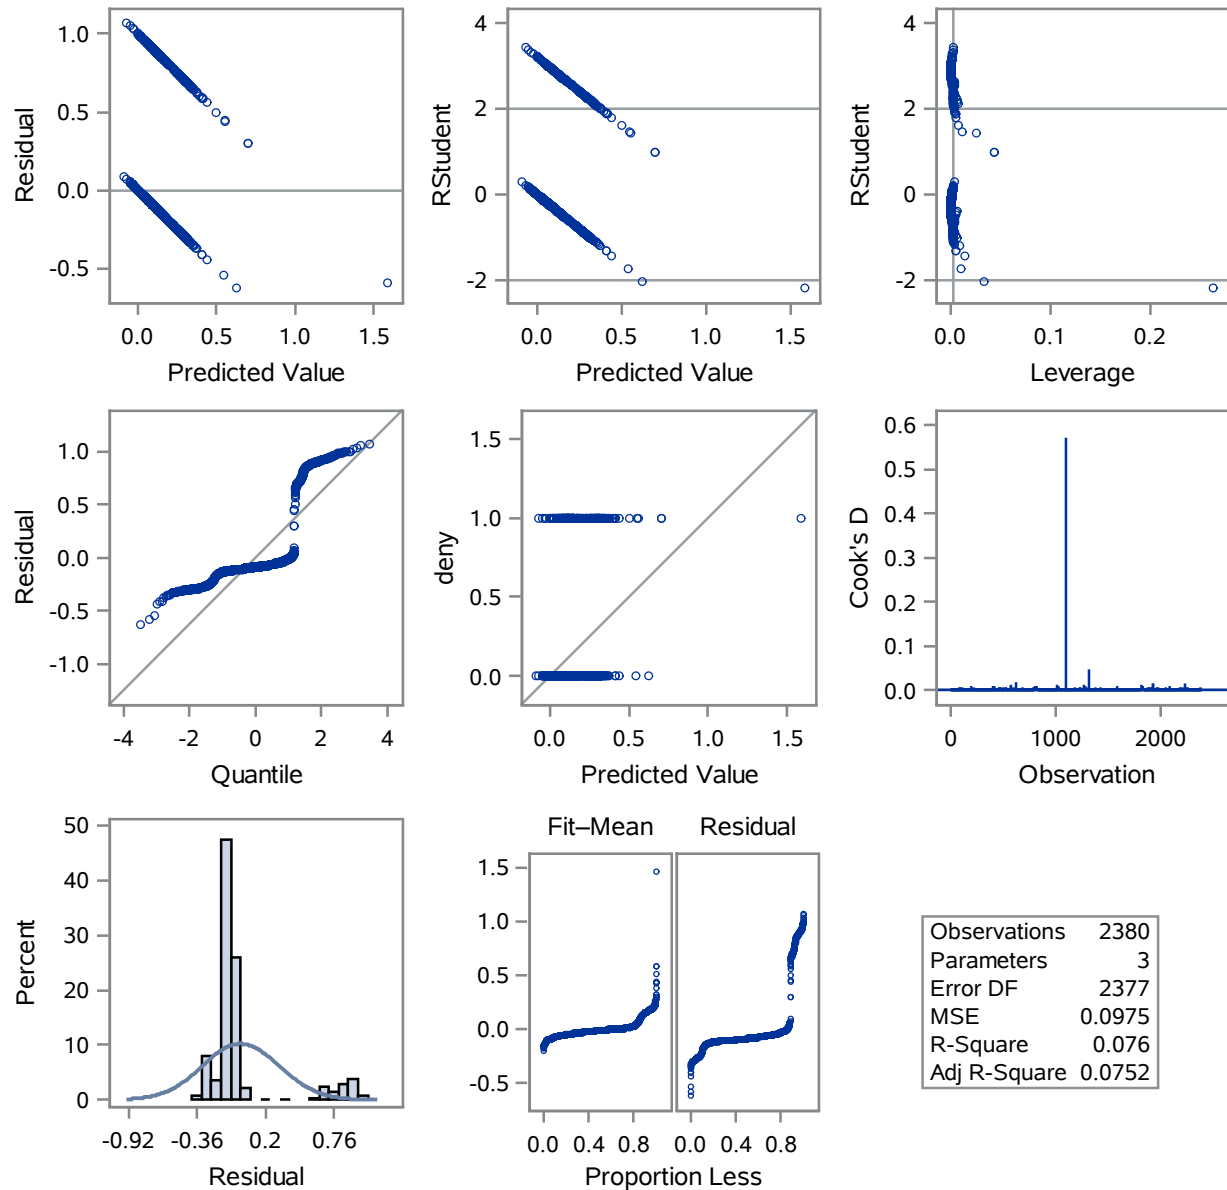 1.0
0.5
0.0
-0.5
Residual
0.0 0.5 1.0 1.5
Predicted Value
4
2
0
-2
RStudent
0.0 0.5 1.0 1.5
Predicted Value
4
2
0
-2
RStudent
0.0 0.1 0.2
Leverage
1.0
0.5
0.0
-0.5
-1.0
Residual
-4 -2 0 2 4
Quantile
1.5
1.0
0.5
0.0
deny
0.0 0.5 1.0 1.5
Predicted Value
0.6
0.5
0.4
0.3
0.2
0.1
0.0
Cook's D
0 1000 2000
Observation
50
40
30
20
10
0
Percent
-0.92 -0.36 0.2 0.76
Residual
Fit–Mean Residual
1.5
1.0
0.5
0.0
-0.5
0.0 0.4 0.8 0.0 0.4 0.8
Proportion Less
Observations 2380
Parameters 3
Error DF 2377
MSE 0.0975
R-Square 0.076
Adj R-Square 0.0752